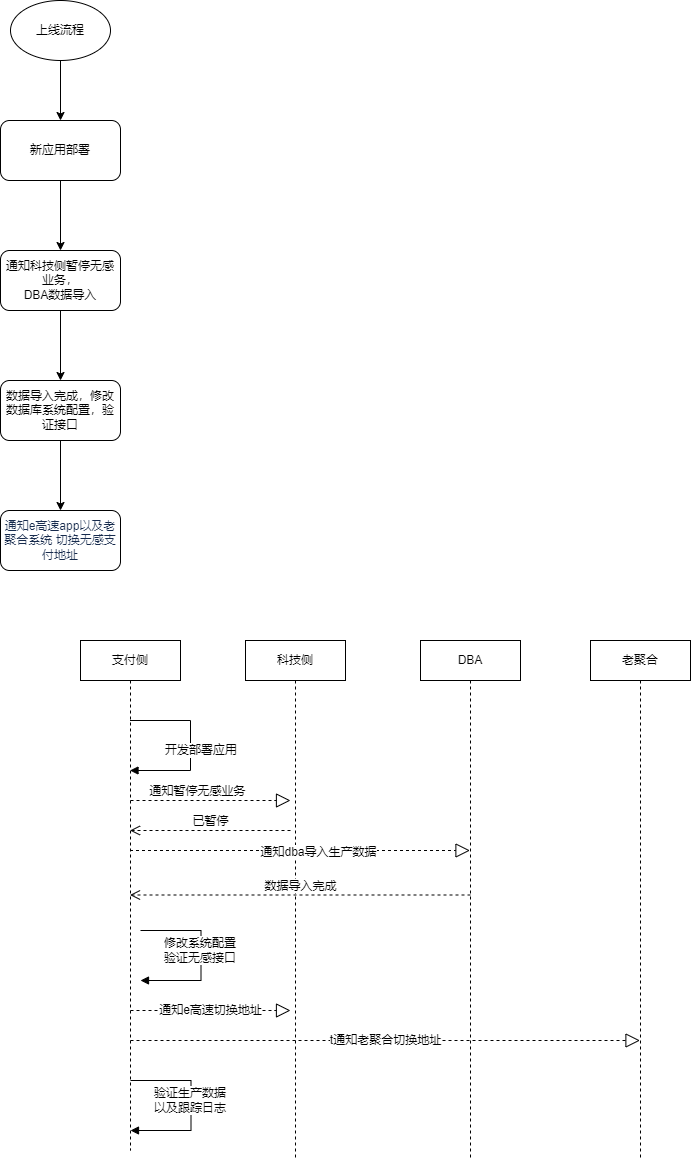 上线流程
新应用部署
通知科技侧暂停无感
业务，
DBA数据导入
数据导入完成，修改
数据库系统配置，验
证接口
通知e高速app以及老
聚合系统 切换无感支
付地址
支付侧
科技侧
DBA
老聚合
开发部署应用
通知暂停无感业务
已暂停
通知dba导入生产数据
数据导入完成
修改系统配置
验证无感接口
通知e高速切换地址
t通知老聚合切换地址
验证生产数据
以及跟踪日志